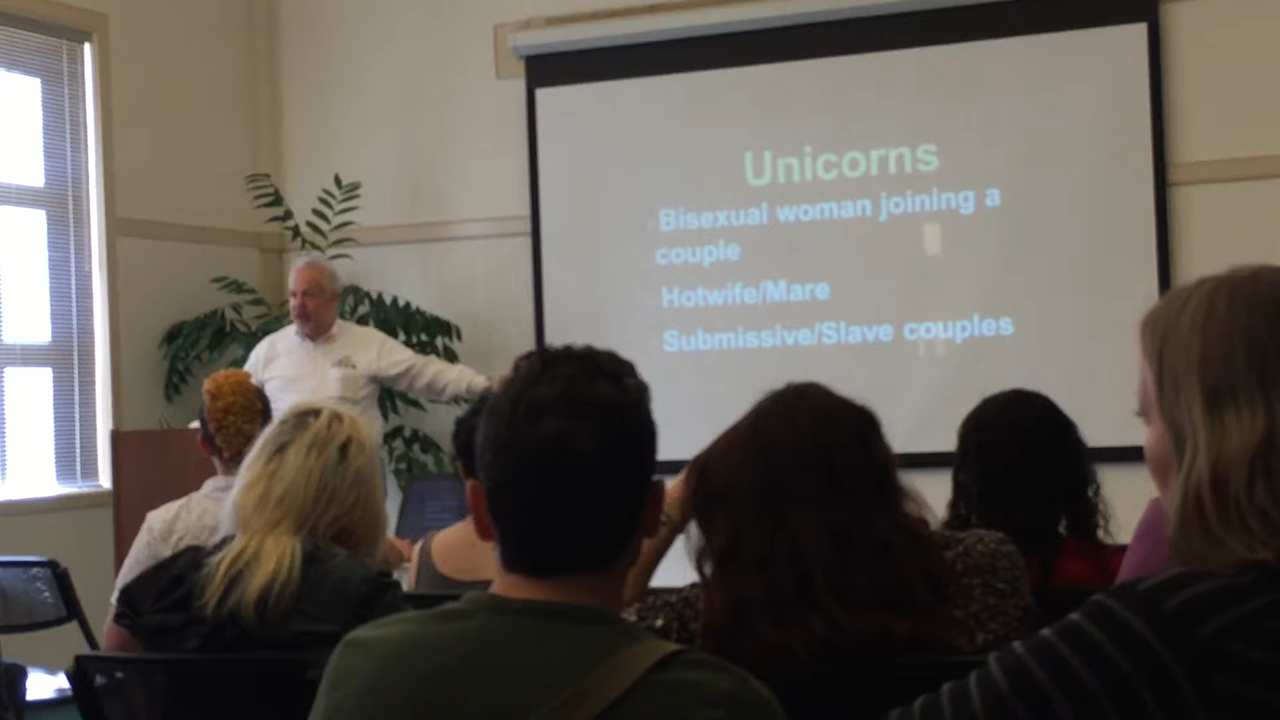 Unicorns
Bisexual woman joining a
couple
Hotwife/Mare
Submissive/Slave couples